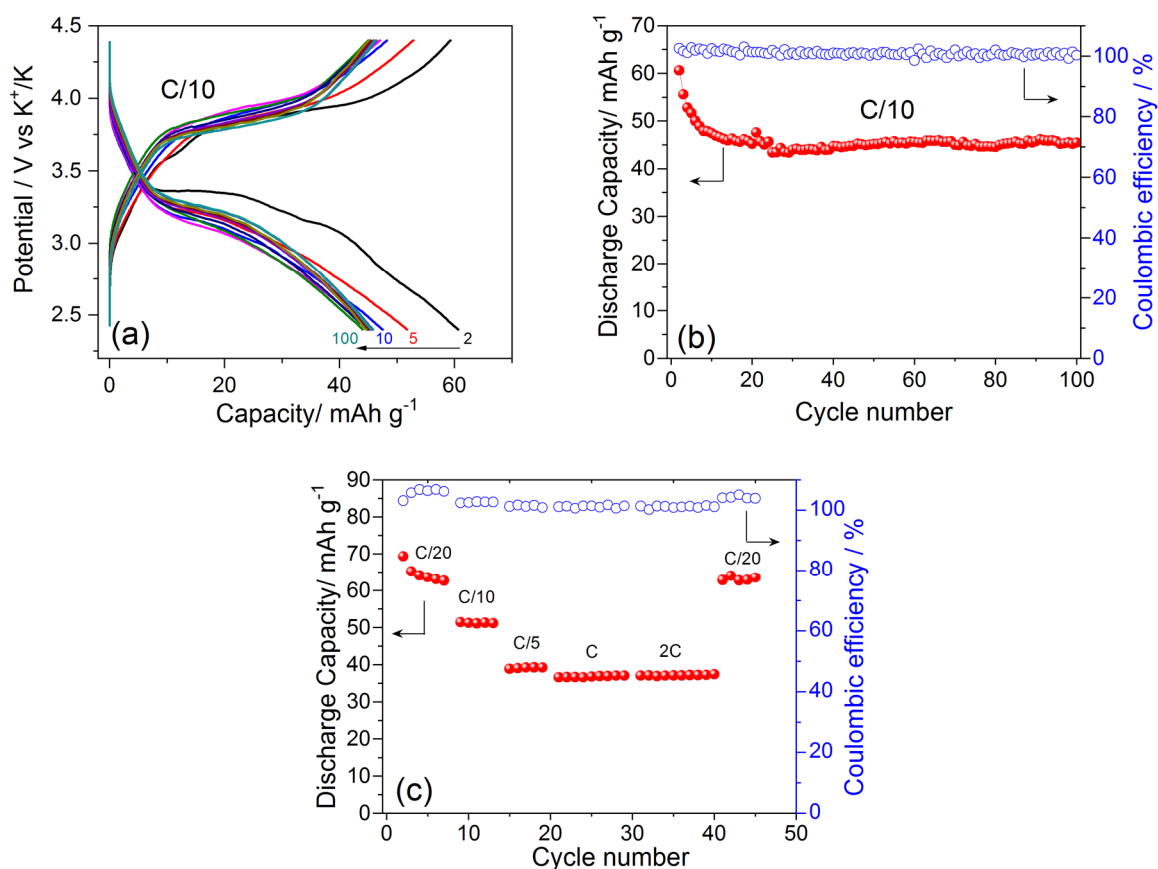 4.5
4.0
3.5
3.0
2.5
Potential / V vs K⁺/K
C/10
(a)
100
10
5
2
0 20 40 60
Capacity/ mAh g⁻¹
70
60
50
40
30
20
10
0
Discharge Capacity/ mAh g⁻¹
C/10
(b)
100
80
60
40
20
0
Coulombic efficiency / %
0 20 40 60 80 100
Cycle number
90
80
70
60
50
40
30
20
10
0
Discharge Capacity/ mAh g⁻¹
C/20
C/10
C/5
C
2C
C/20
(c)
100
80
60
40
20
0
Coulombic efficiency / %
0 10 20 30 40 50
Cycle number